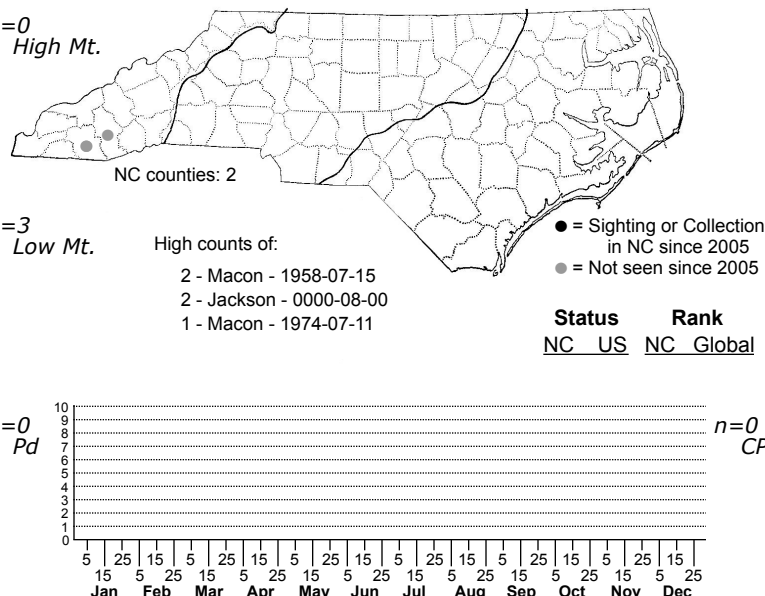 =0
High Mt.
NC counties: 2
=3
Low Mt.
High counts of:
2 - Macon - 1958-07-15
2 - Jackson - 0000-08-00
1 - Macon - 1974-07-11
● = Sighting or Collection
in NC since 2005
● = Not seen since 2005
Status Rank
NC US NC Global
=0
Pd
n=0
CP
10
9
8
7
6
5
4
3
2
1
0
5 25 15 5 25 15 5 25 15 5 25 15 5 25 15 5 25 15
15 5 25 15 5 25 15 5 25 15 5 25 15 5 25 15 5 25
Jan Feb Mar Apr May Jun Jul Aug Sep Oct Nov Dec